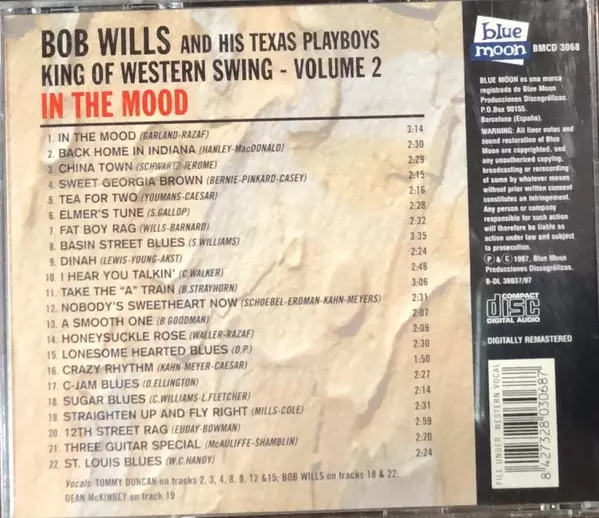 BOB WILLS AND HIS TEXAS PLAYBOYS
KING OF WESTERN SWING - VOLUME 2
IN THE MOOD
1. IN THE MOOD (GARLAND-RAZAF) 3:14
2. BACK HOME IN INDIANA (HANLEY-MacDONALD) 2:30
3. CHINA TOWN (SCHWARTZ-JEROME) 2:29
4. SWEET GEORGIA BROWN (BERNIE-PINKARD-CASEY) 2:15
5. TEA FOR TWO (YOUMANS-CAESAR) 2:16
6. ELMER'S TUNE (S.GALLOP) 2:28
7. FAT BOY RAG (WILLS-BARNARD) 2:32
8. BASIN STREET BLUES (S.WILLIAMS) 3:35
9. DINAH (LEWIS-YOUNG-AKST) 2:24
10. I HEAR YOU TALKIN' (C.WALKER) 2:48
11. TAKE THE "A" TRAIN (B.STRAYHORN) 3:06
12. NOBODY'S SWEETHEART NOW (SCHOEBEL-ERDMAN-KAHN-MEYERS) 2:31
13. A SMOOTH ONE (B.GOODMAN) 2:07
14. HONEYSUCKLE ROSE (WALLER-RAZAF) 2:09
15. LONESOME HEARTED BLUES (D.P.) 2:30
16. CRAZY RHYTHM (KAHN-MEYER-CAESAR) 1:50
17. C-JAM BLUES (D.ELLINGTON) 2:27
18. SUGAR BLUES (C.WILLIAMS-L.FLETCHER) 2:14
19. STRAIGHTEN UP AND FLY RIGHT (MILLS-COLE) 2:31
20. 12TH STREET RAG (EUDAY-BOWMAN) 2:59
21. THREE GUITAR SPECIAL (McAULIFFE-SHAMBLIN) 2:20
22. ST. LOUIS BLUES (W.C.HANDY) 2:24
Vocals: TOMMY DUNCAN on tracks 2, 3, 4, 8, 9, 12 &15; BOB WILLS on tracks 18 & 22;
DEAN McKINNEY on track 19
blue
moon
BMCD 3068
BLUE MOON es una marca
registrada de Blue Moon
Producciones Discográficas.
P.O.Box 90155.
Barcelona (España).
WARNING: All liner notes and
sound restoration of Blue Moon
are copyrighted, and
any unauthorized copying,
broadcasting or rerecording
of same by whatever means
without prior written consent
constitutes an infringement.
Any person or company
responsible for such action
will therefore be liable to
action under law and subject
to prosecution.
℗ & © 1997, Blue Moon
Producciones Discográficas.
B-DL 36037/97
COMPACT
disc
DIGITAL AUDIO
DIGITALLY REMASTERED
FILE UNDER: WESTERN VOCAL
8 427328 030687